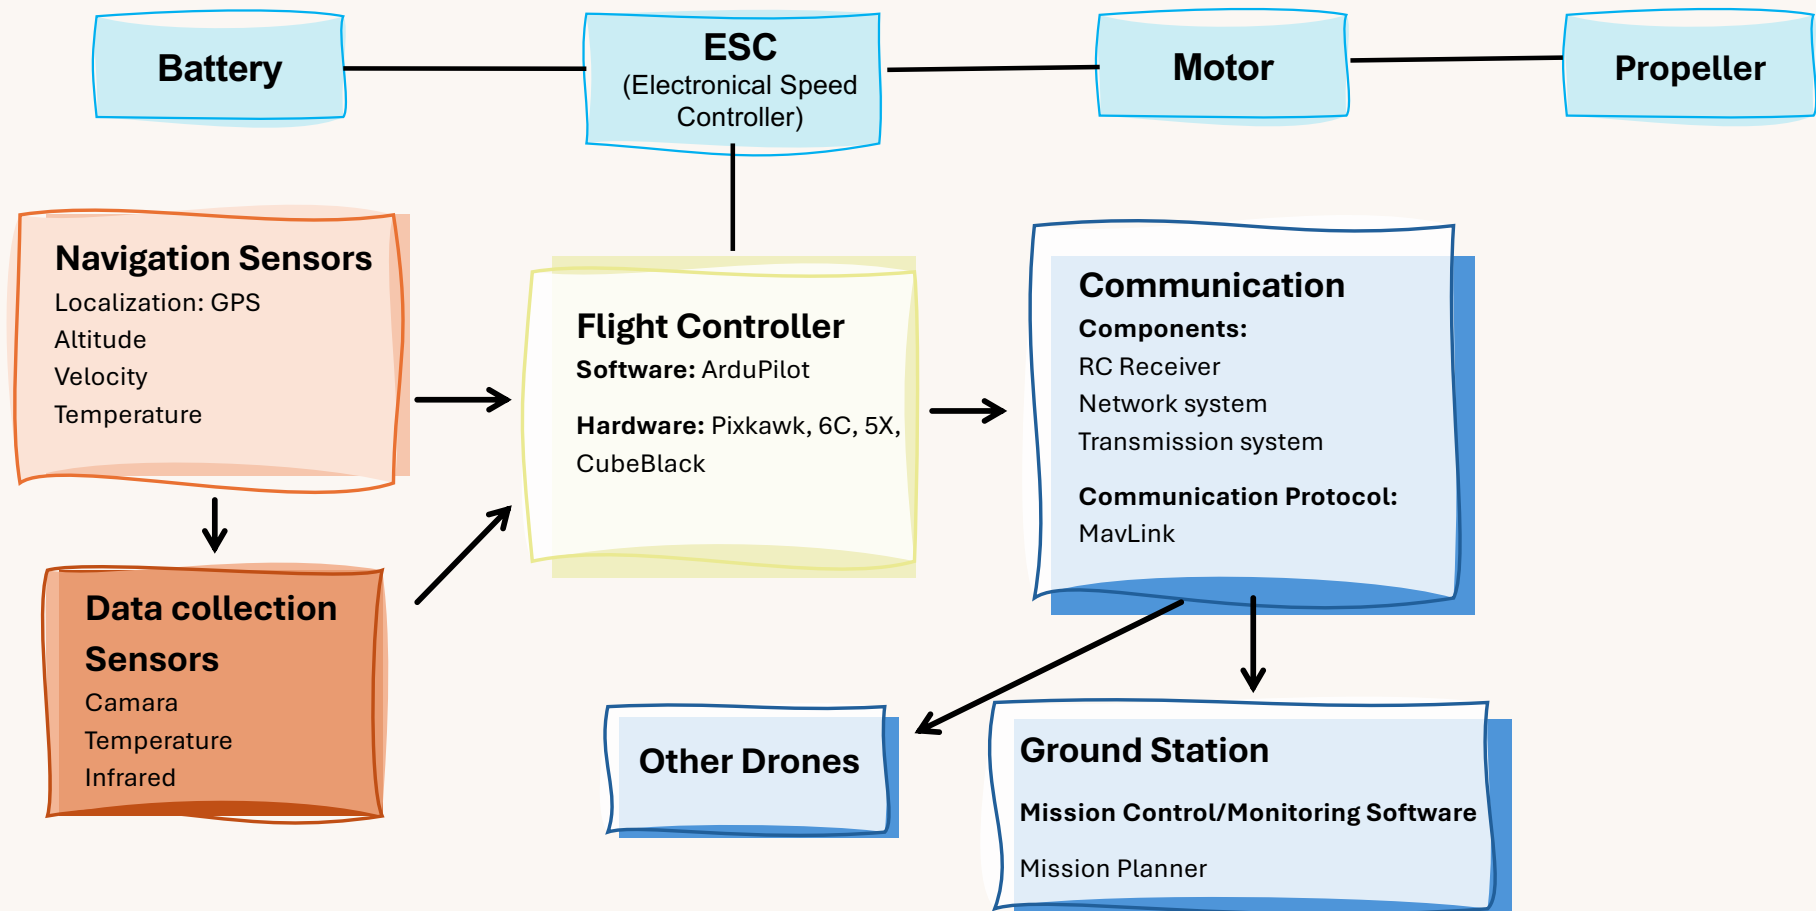 Battery
ESC
(Electronical Speed
Controller)
Motor
Propeller
Navigation Sensors
Localization: GPS
Altitude
Velocity
Temperature
Data collection
Sensors
Camara
Temperature
Infrared
Flight Controller
Software: ArduPilot
Hardware: Pixkawk, 6C, 5X,
CubeBlack
Communication
Components:
RC Receiver
Network system
Transmission system
Communication Protocol:
MavLink
Other Drones
Ground Station
Mission Control/Monitoring Software
Mission Planner